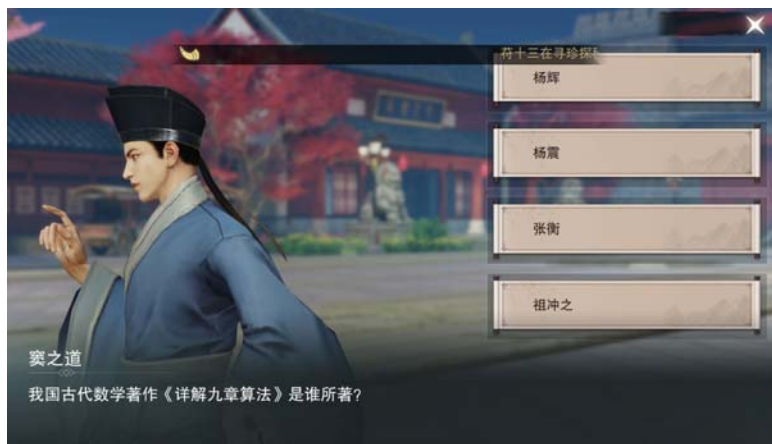 符十三在寻珍探
杨辉
杨震
张衡
祖冲之
窦之道
我国古代数学著作《详解九章算法》是谁所著?